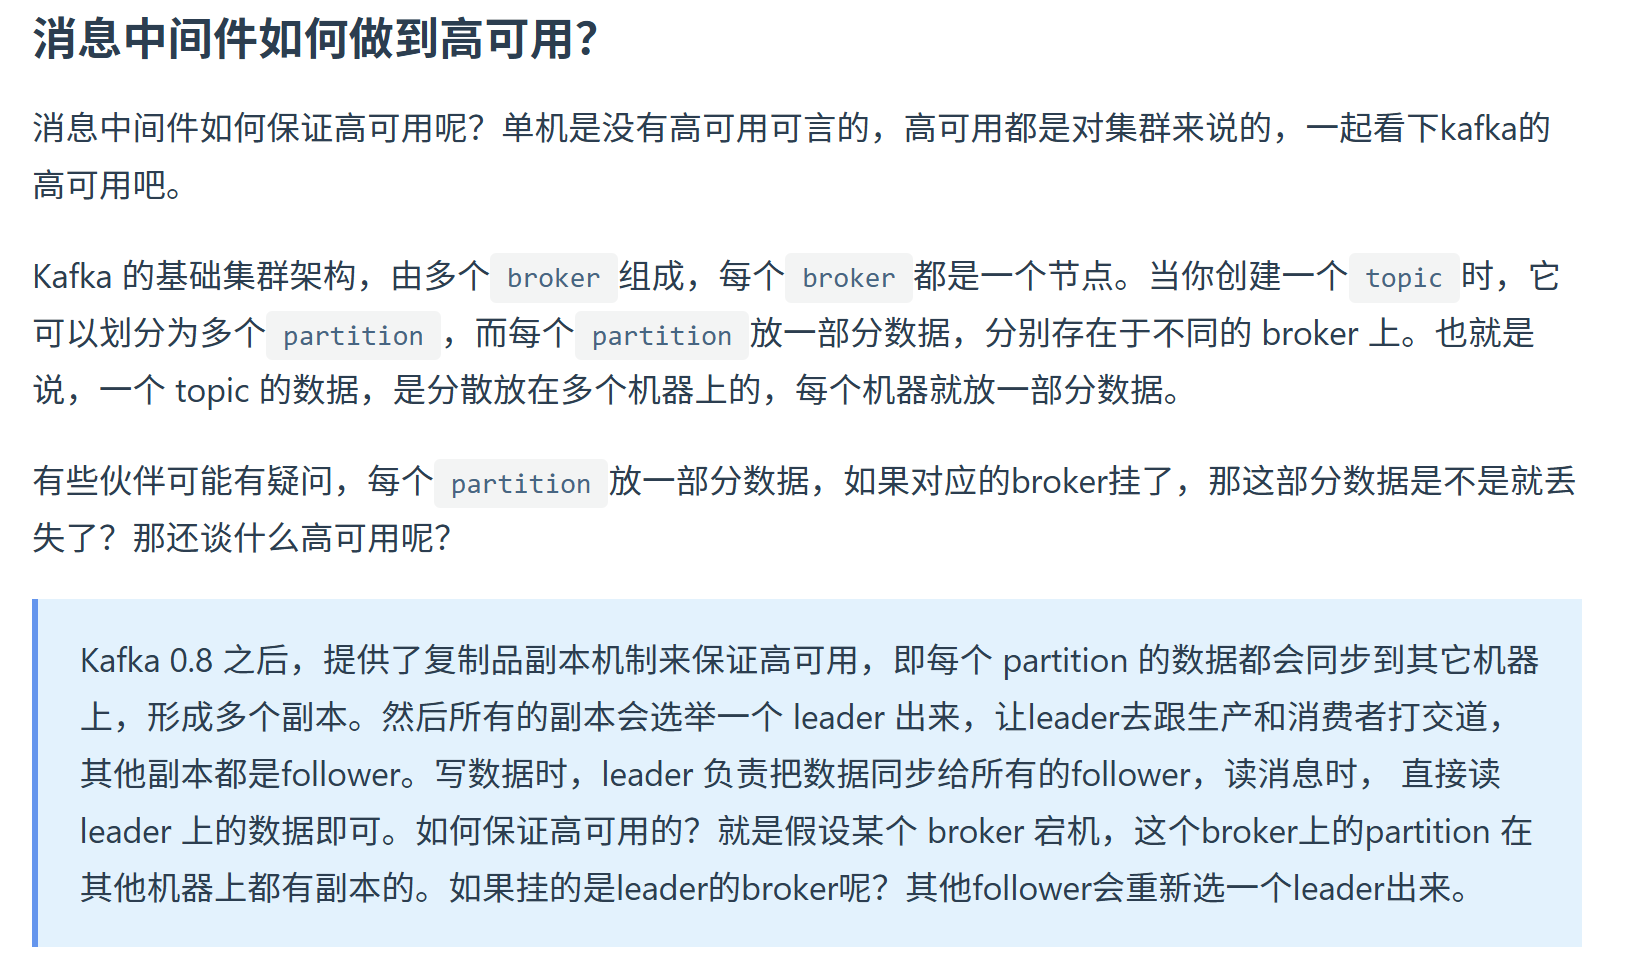 消息中间件如何做到高可用？
消息中间件如何保证高可用呢？单机是没有高可用可言的，高可用都是对集群来说的，一起看下kafka的
高可用吧。
Kafka 的基础集群架构，由多个 broker 组成，每个 broker 都是一个节点。当你创建一个 topic 时，它
可以划分为多个 partition ，而每个 partition 放一部分数据，分别存在于不同的 broker 上。也就是
说，一个 topic 的数据，是分散放在多个机器上的，每个机器就放一部分数据。
有些伙伴可能有疑问，每个 partition 放一部分数据，如果对应的broker挂了，那这部分数据是不是就丢
失了？那还谈什么高可用呢？
Kafka 0.8 之后，提供了复制品副本机制来保证高可用，即每个 partition 的数据都会同步到其它机器
上，形成多个副本。然后所有的副本会选举一个 leader 出来，让leader去跟生产和消费者打交道，
其他副本都是follower。写数据时，leader 负责把数据同步给所有的follower，读消息时， 直接读
leader 上的数据即可。如何保证高可用的？就是假设某个 broker 宕机，这个broker上的partition 在
其他机器上都有副本的。如果挂的是leader的broker呢？其他follower会重新选一个leader出来。